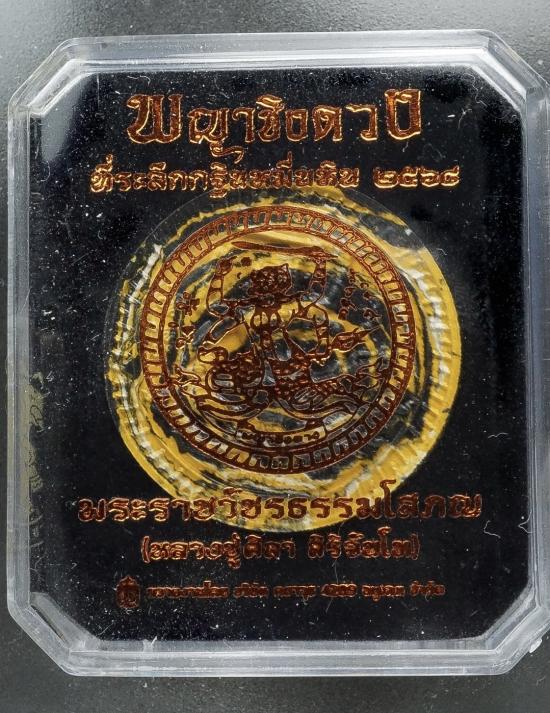 พญาชิงดวง
ที่ระลึกกฐินหมื่นหิน ๒๕๖๘
พระราชวัชรธรรมโสภณ
(หลวงปู่ศิลา สิริจันโท)